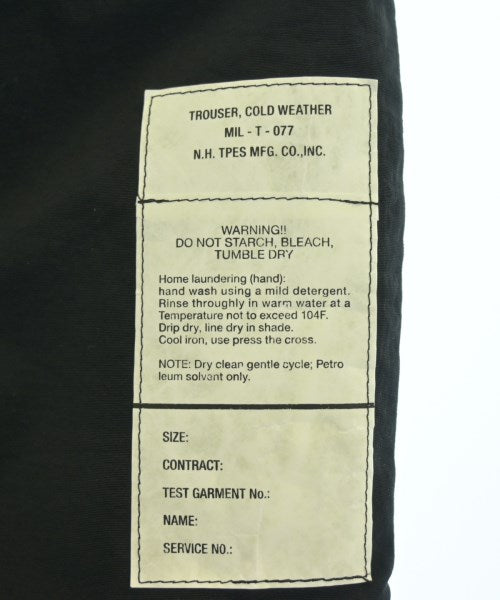 TROUSER, COLD WEATHER
MIL - T - 077
N.H. TPES MFG. CO.,INC.
WARNING!!
DO NOT STARCH, BLEACH,
TUMBLE DRY
Home laundering (hand):
hand wash using a mild detergent.
Rinse throughly in warm water at a
Temperature not to exceed 104F.
Drip dry, line dry in shade.
Cool iron, use press the cross.
NOTE: Dry clean gentle cycle; Petro
leum solvant only.
SIZE:
CONTRACT:
TEST GARMENT No.:
NAME:
SERVICE NO.: